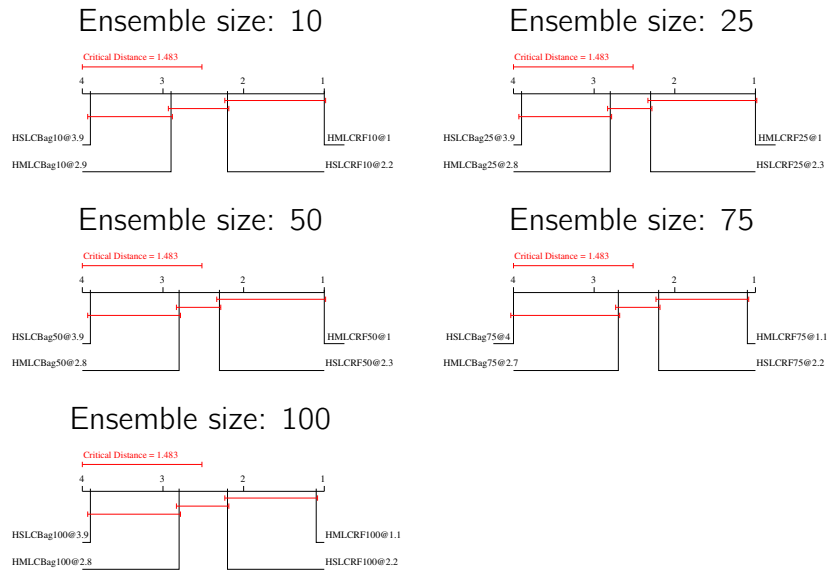 Ensemble size: 10
Critical Distance = 1.483
4 3 2 1
HSLCBag10@3.9 HMLCRF10@1
HMLCBag10@2.9 HSLCRF10@2.2
Ensemble size: 25
Critical Distance = 1.483
4 3 2 1
HSLCBag25@3.9 HMLCRF25@1
HMLCBag25@2.8 HSLCRF25@2.3
Ensemble size: 50
Critical Distance = 1.483
4 3 2 1
HSLCBag50@3.9 HMLCRF50@1
HMLCBag50@2.8 HSLCRF50@2.3
Ensemble size: 75
Critical Distance = 1.483
4 3 2 1
HSLCBag75@4 HMLCRF75@1.1
HMLCBag75@2.7 HSLCRF75@2.2
Ensemble size: 100
Critical Distance = 1.483
4 3 2 1
HSLCBag100@3.9 HMLCRF100@1.1
HMLCBag100@2.8 HSLCRF100@2.2